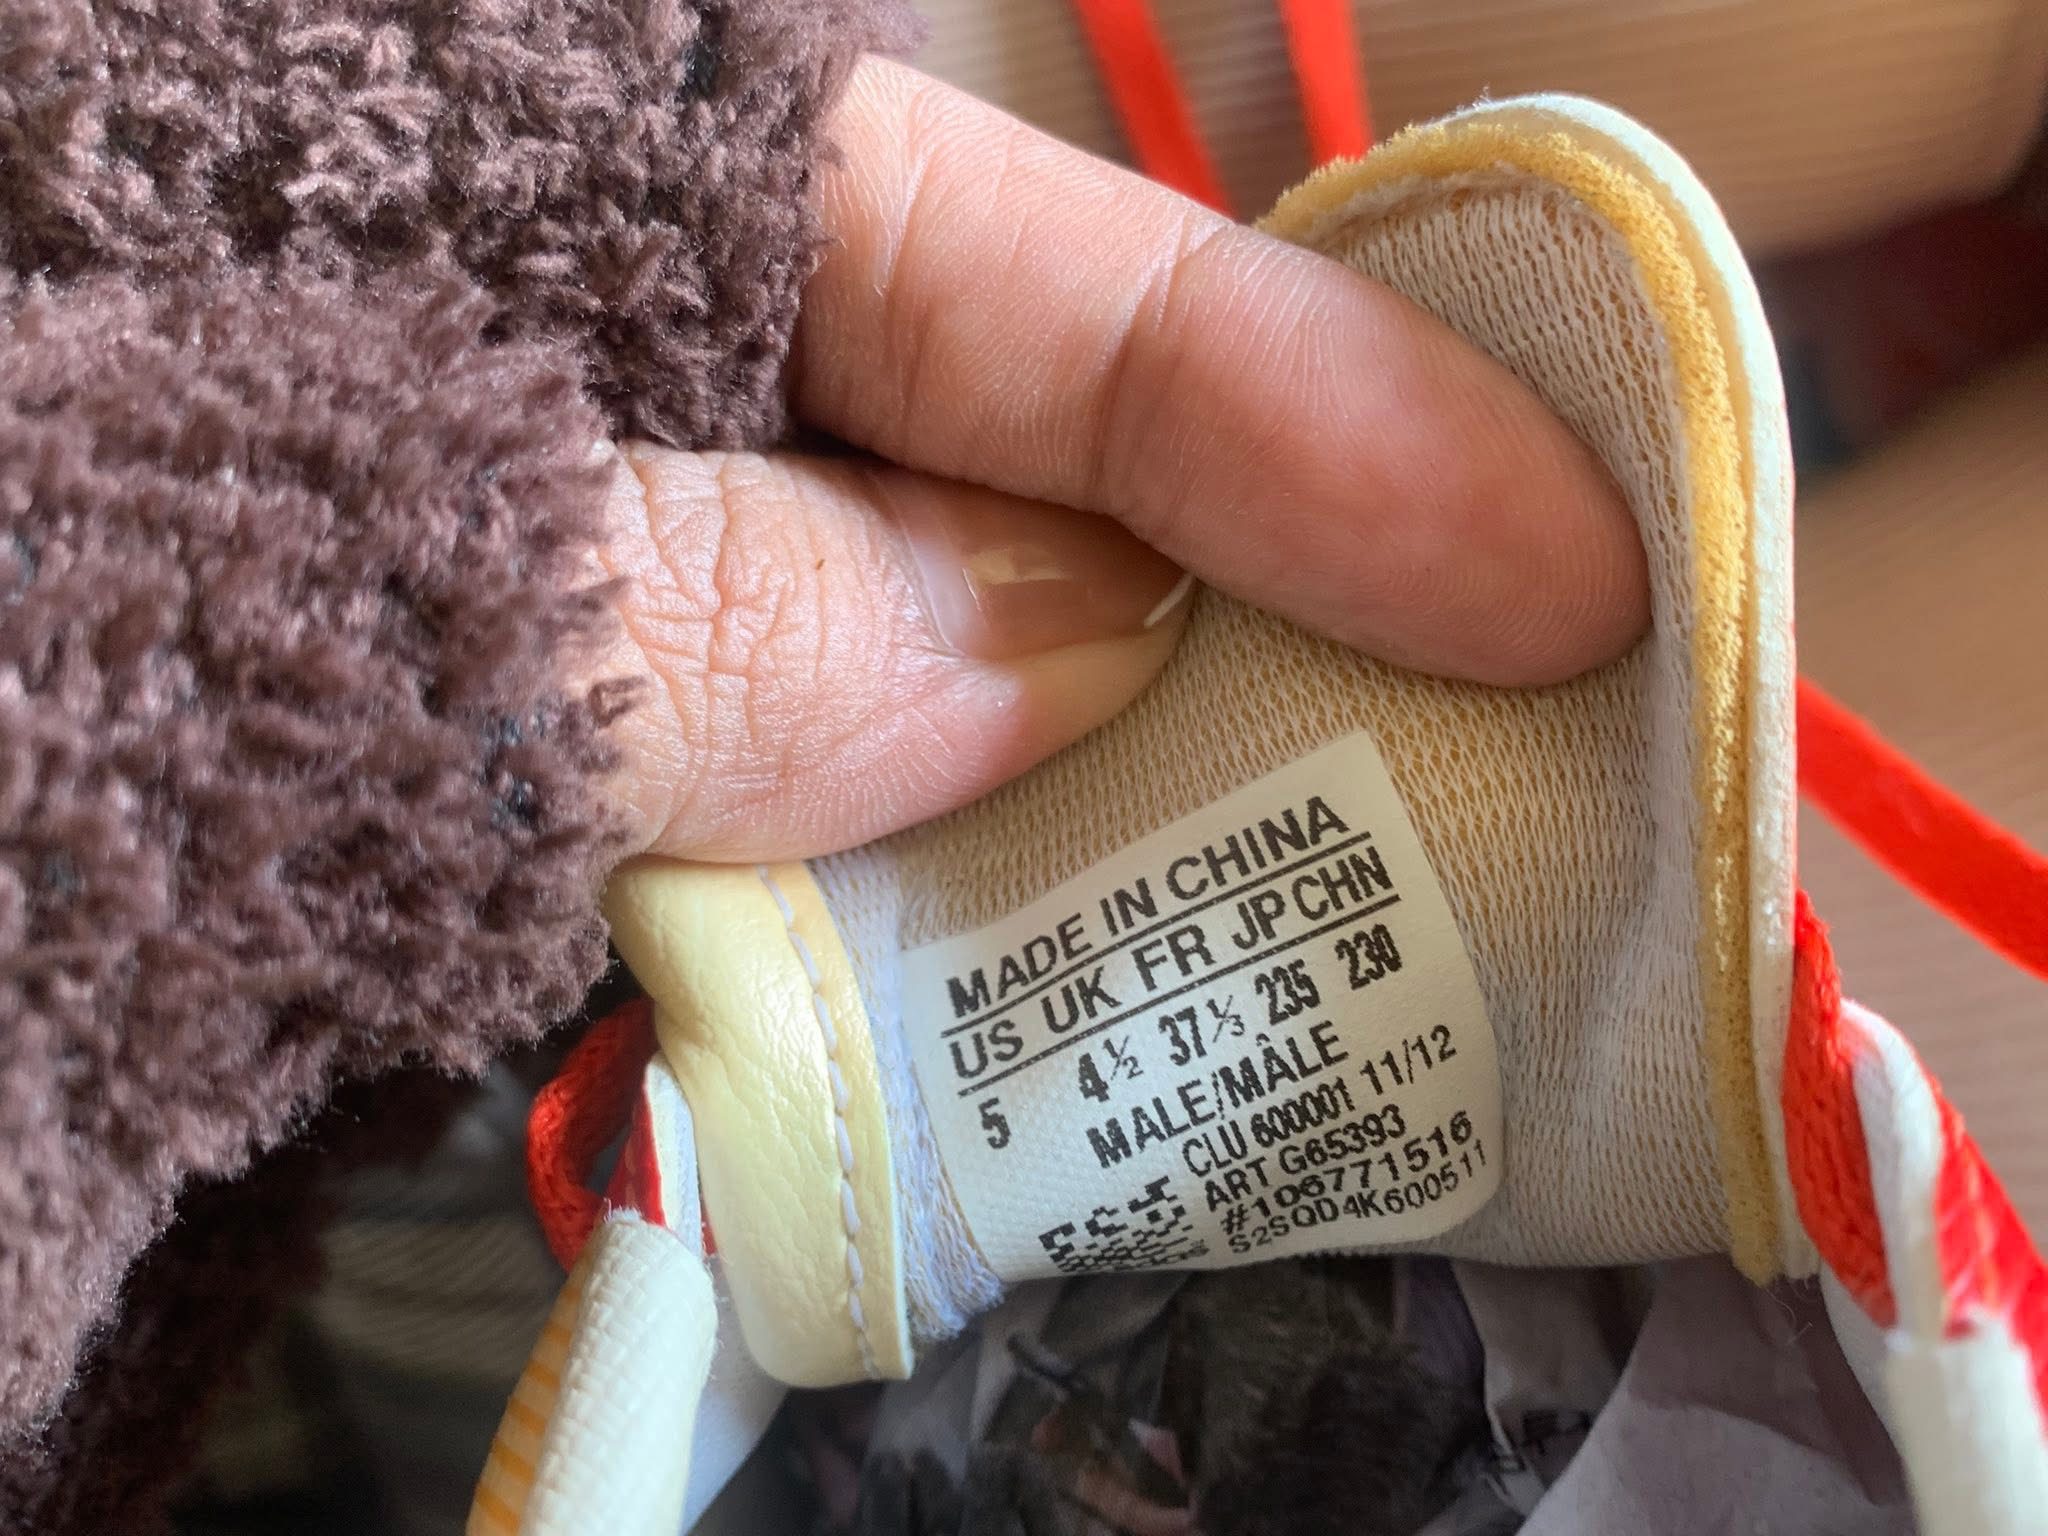 MADE IN CHINA
US UK FR JP CHN
5 4½ 37⅓ 235 230
MALE/MÂLE
CLU 600001 11/12
ART G65393
#106771516
S2SQD4K600511